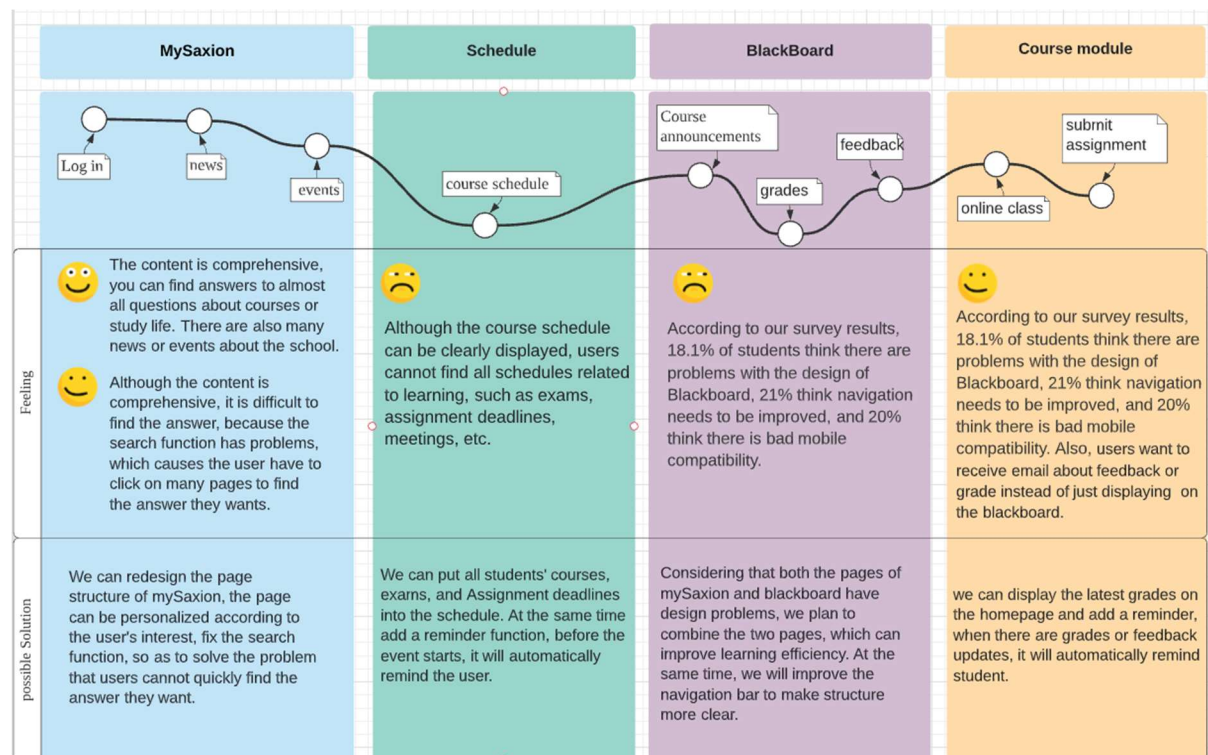 MySaxion
Schedule
BlackBoard
Course module
Log in
news
events
course schedule
Course
announcements
grades
feedback
online class
submit
assignment
Feeling
The content is comprehensive,
you can find answers to almost
all questions about courses or
study life. There are also many
news or events about the school.
Although the content is
comprehensive, it is difficult to
find the answer, because the
search function has problems,
which causes the user have to
click on many pages to find
the answer they wants.
Although the course schedule
can be clearly displayed, users
cannot find all schedules related
to learning, such as exams,
assignment deadlines,
meetings, etc.
According to our survey results,
18.1% of students think there are
problems with the design of
Blackboard, 21% think navigation
needs to be improved, and 20%
think there is bad mobile
compatibility.
According to our survey results,
18.1% of students think there are
problems with the design of
Blackboard, 21% think navigation
needs to be improved, and 20%
think there is bad mobile
compatibility. Also, users want to
receive email about feedback or
grade instead of just displaying on
the blackboard.
possible Solution
We can redesign the page
structure of mySaxion, the page
can be personalized according to
the user's interest, fix the search
function, so as to solve the problem
that users cannot quickly find the
answer they want.
We can put all students' courses,
exams, and Assignment deadlines
into the schedule. At the same time
add a reminder function, before the
event starts, it will automatically
remind the user.
Considering that both the pages of
mySaxion and blackboard have
design problems, we plan to
combine the two pages, which can
improve learning efficiency. At the
same time, we will improve the
navigation bar to make structure
more clear.
we can display the latest grades on
the homepage and add a reminder,
when there are grades or feedback
updates, it will automatically remind
student.